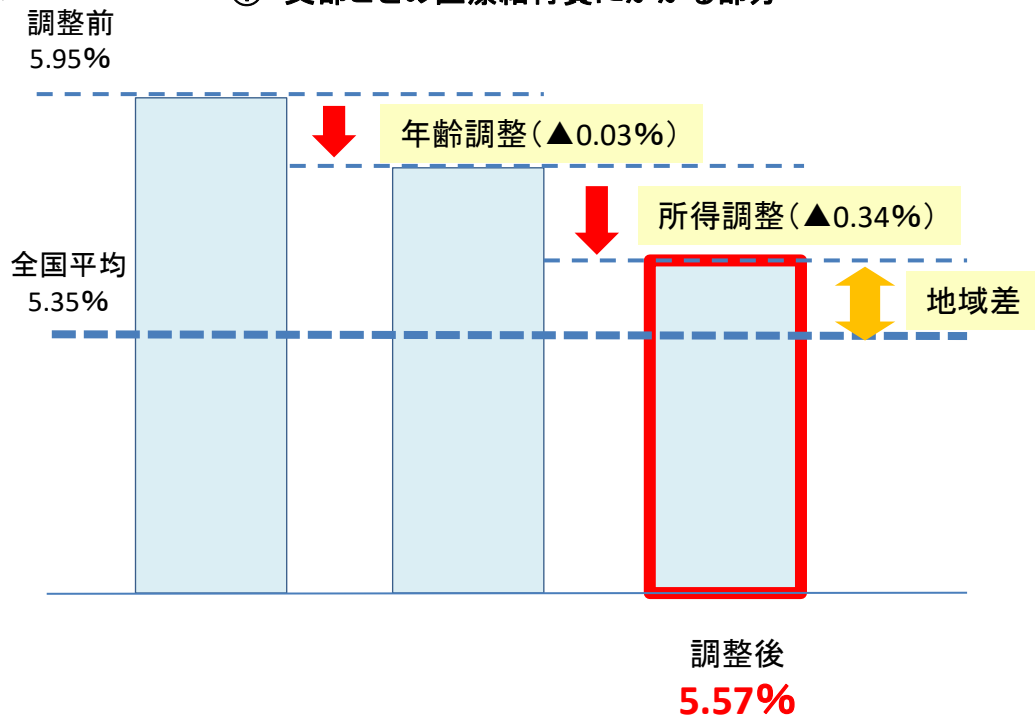 調整前
5.95%
年齢調整(▲0.03%)
所得調整(▲0.34%)
全国平均
5.35%
地域差
調整後
5.57%